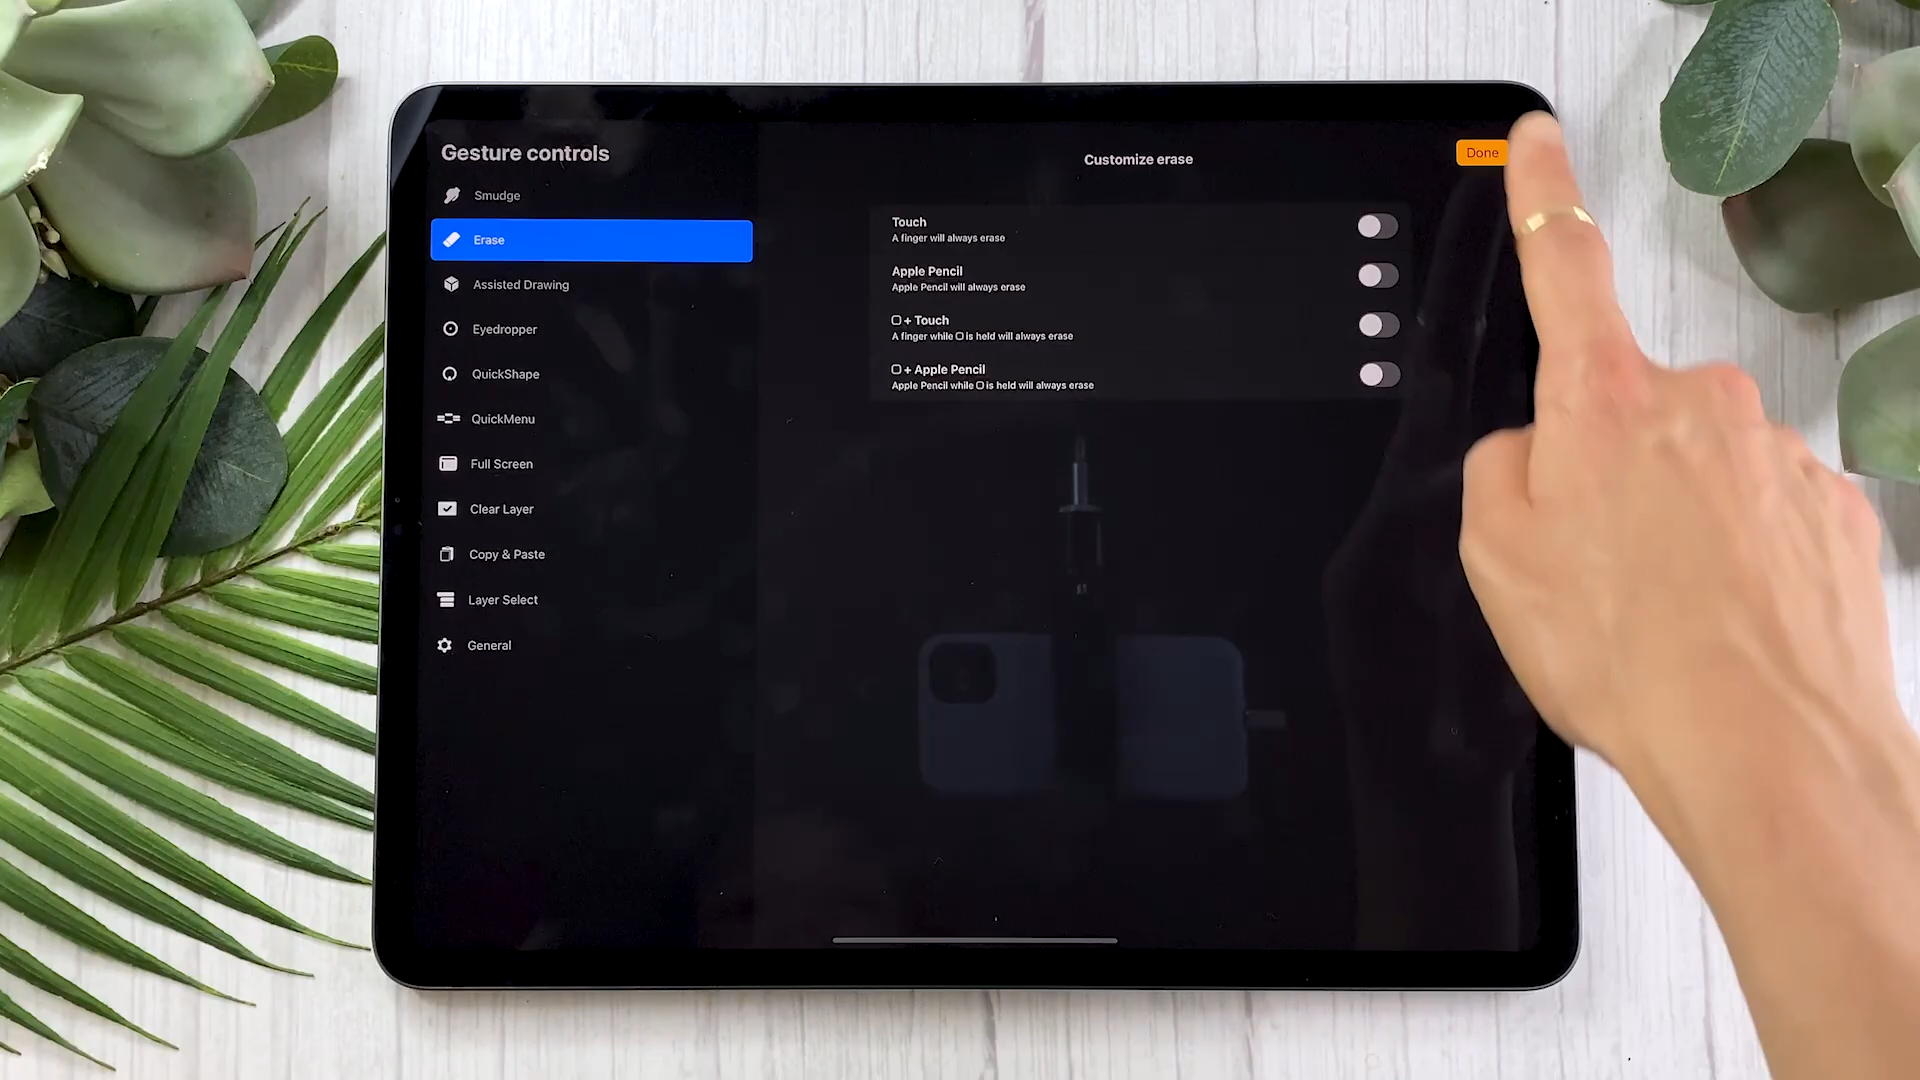 Gesture controls
Smudge
Erase
Assisted Drawing
Eyedropper
QuickShape
QuickMenu
Full Screen
Clear Layer
Copy & Paste
Layer Select
General
Customize erase
Done
Touch
A finger will always erase
Apple Pencil
Apple Pencil will always erase
▢ + Touch
A finger while ▢ is held will always erase
▢ + Apple Pencil
Apple Pencil while ▢ is held will always erase